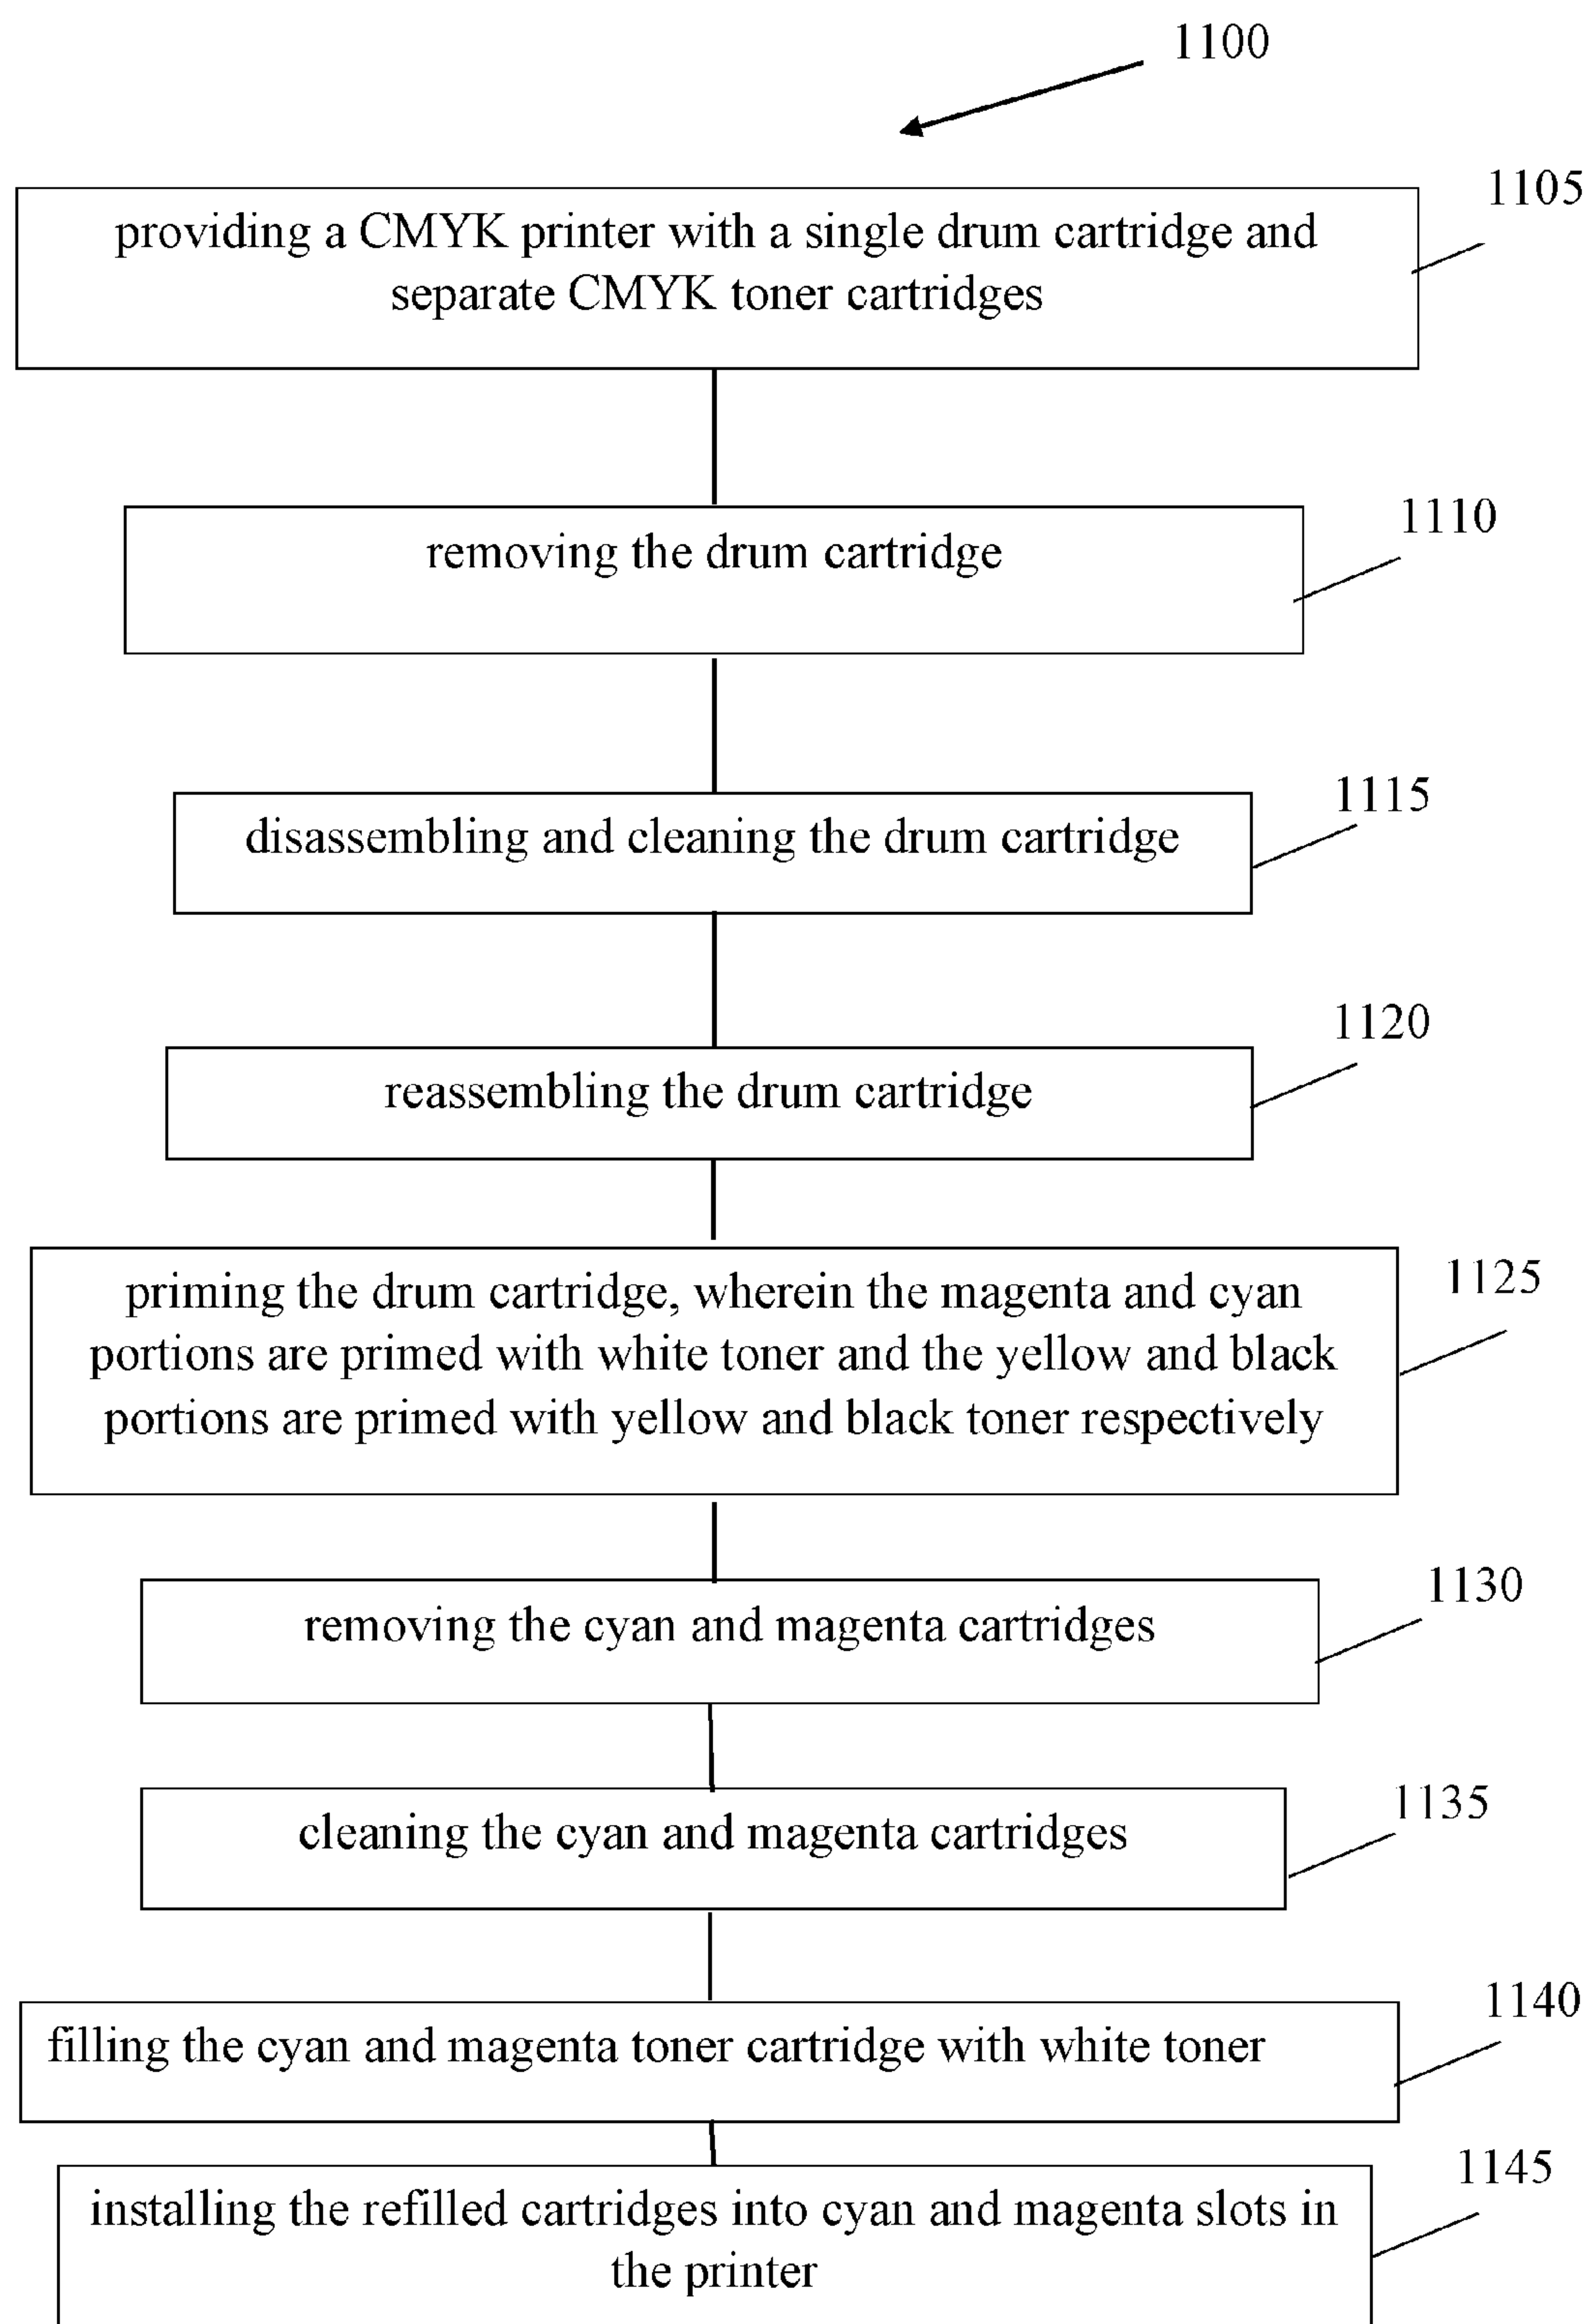 1100
1105
providing a CMYK printer with a single drum cartridge and
separate CMYK toner cartridges
1110
removing the drum cartridge
1115
disassembling and cleaning the drum cartridge
1120
reassembling the drum cartridge
1125
priming the drum cartridge, wherein the magenta and cyan
portions are primed with white toner and the yellow and black
portions are primed with yellow and black toner respectively
1130
removing the cyan and magenta cartridges
1135
cleaning the cyan and magenta cartridges
1140
filling the cyan and magenta toner cartridge with white toner
1145
installing the refilled cartridges into cyan and magenta slots in
the printer